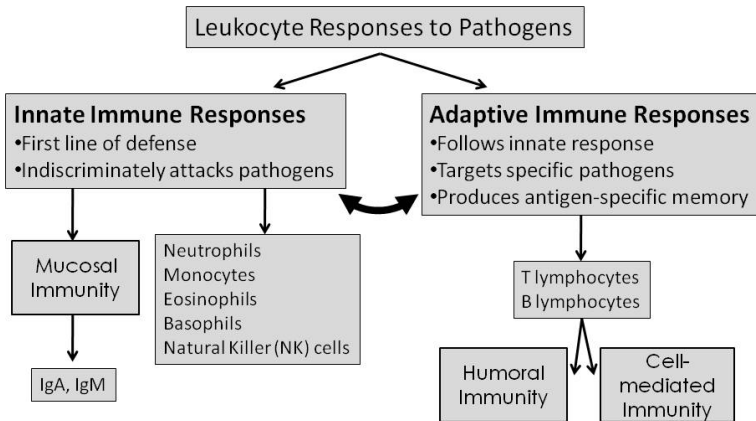 Leukocyte Responses to Pathogens
Innate Immune Responses
•First line of defense
•Indiscriminately attacks pathogens
Adaptive Immune Responses
•Follows innate response
•Targets specific pathogens
•Produces antigen-specific memory
Mucosal
Immunity
Neutrophils
Monocytes
Eosinophils
Basophils
Natural Killer (NK) cells
T lymphocytes
B lymphocytes
IgA, IgM
Humoral
Immunity
Cell-
mediated
Immunity